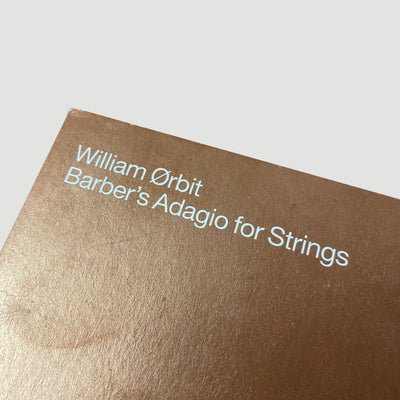 William Ørbit
Barber's Adagio for Strings